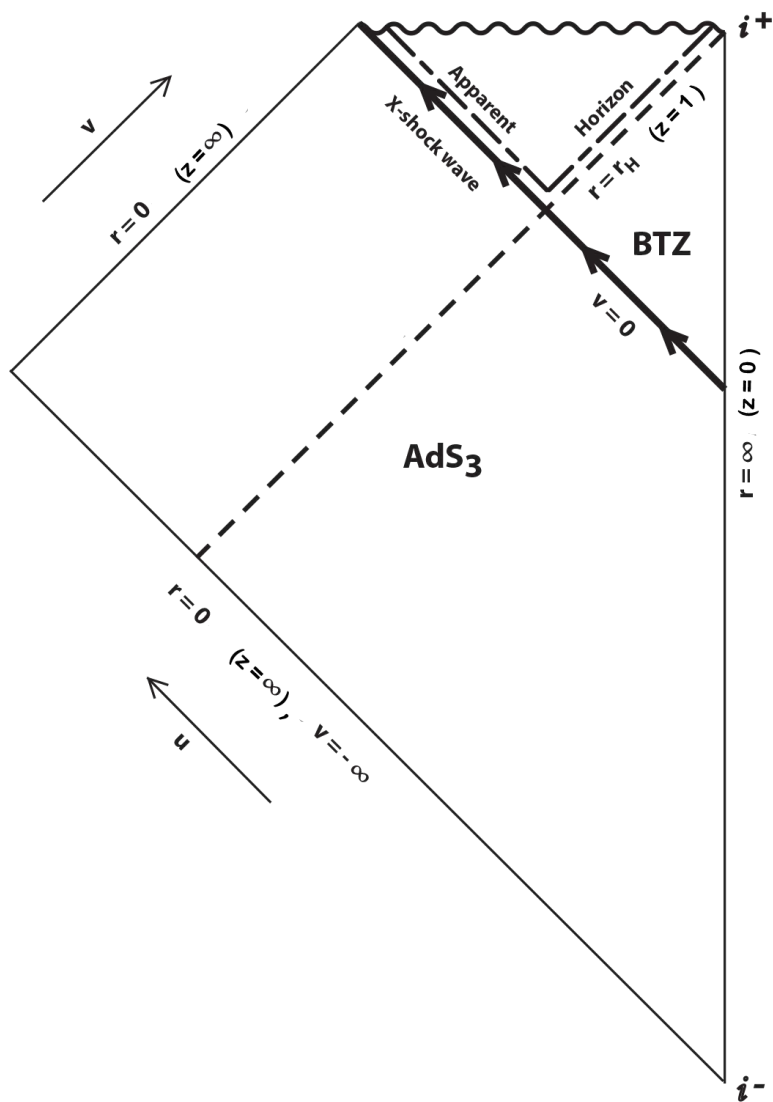 i+
v
Apparent
Horizon
X-shock wave
(z = 1)
r = rH
r = 0 (z = ∞)
BTZ
v = 0
r = ∞ (z = 0)
AdS3
r = 0 (z = ∞), v = - ∞
u
i-